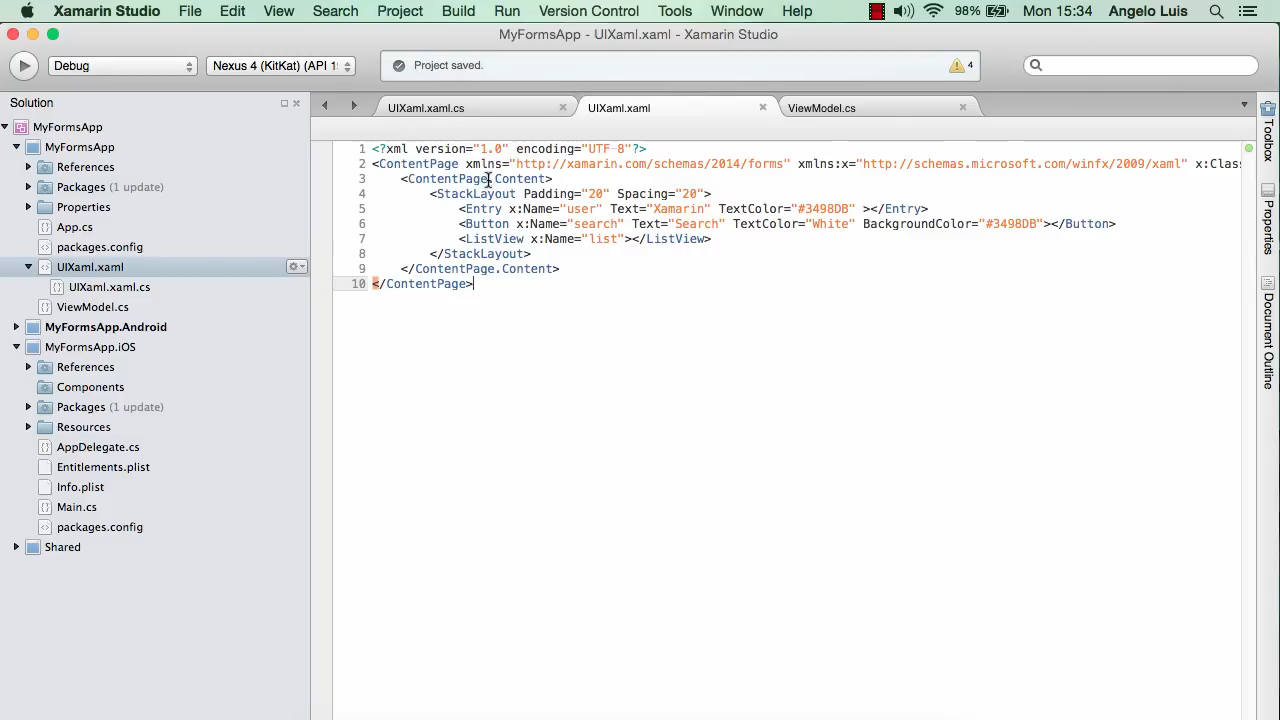 Xamarin Studio File Edit View Search Project Build Run Version Control Tools Window Help 98% Mon 15:34 Angelo Luis
MyFormsApp - UIXaml.xaml - Xamarin Studio
Debug Nexus 4 (KitKat) (API 1 Project saved. 4
Solution
MyFormsApp
MyFormsApp
References
Packages (1 update)
Properties
App.cs
packages.config
UIXaml.xaml
UIXaml.xaml.cs
ViewModel.cs
MyFormsApp.Android
MyFormsApp.iOS
References
Components
Packages (1 update)
Resources
AppDelegate.cs
Entitlements.plist
Info.plist
Main.cs
packages.config
Shared
UIXaml.xaml.cs UIXaml.xaml ViewModel.cs
1 <?xml version="1.0" encoding="UTF-8"?>
2 <ContentPage xmlns="http://xamarin.com/schemas/2014/forms" xmlns:x="http://schemas.microsoft.com/winfx/2009/xaml" x:Class
3 <ContentPage.Content>
4 <StackLayout Padding="20" Spacing="20">
5 <Entry x:Name="user" Text="Xamarin" TextColor="#3498DB" ></Entry>
6 <Button x:Name="search" Text="Search" TextColor="White" BackgroundColor="#3498DB"></Button>
7 <ListView x:Name="list"></ListView>
8 </StackLayout>
9 </ContentPage.Content>
10 </ContentPage>
Toolbox
Properties
Document Outline